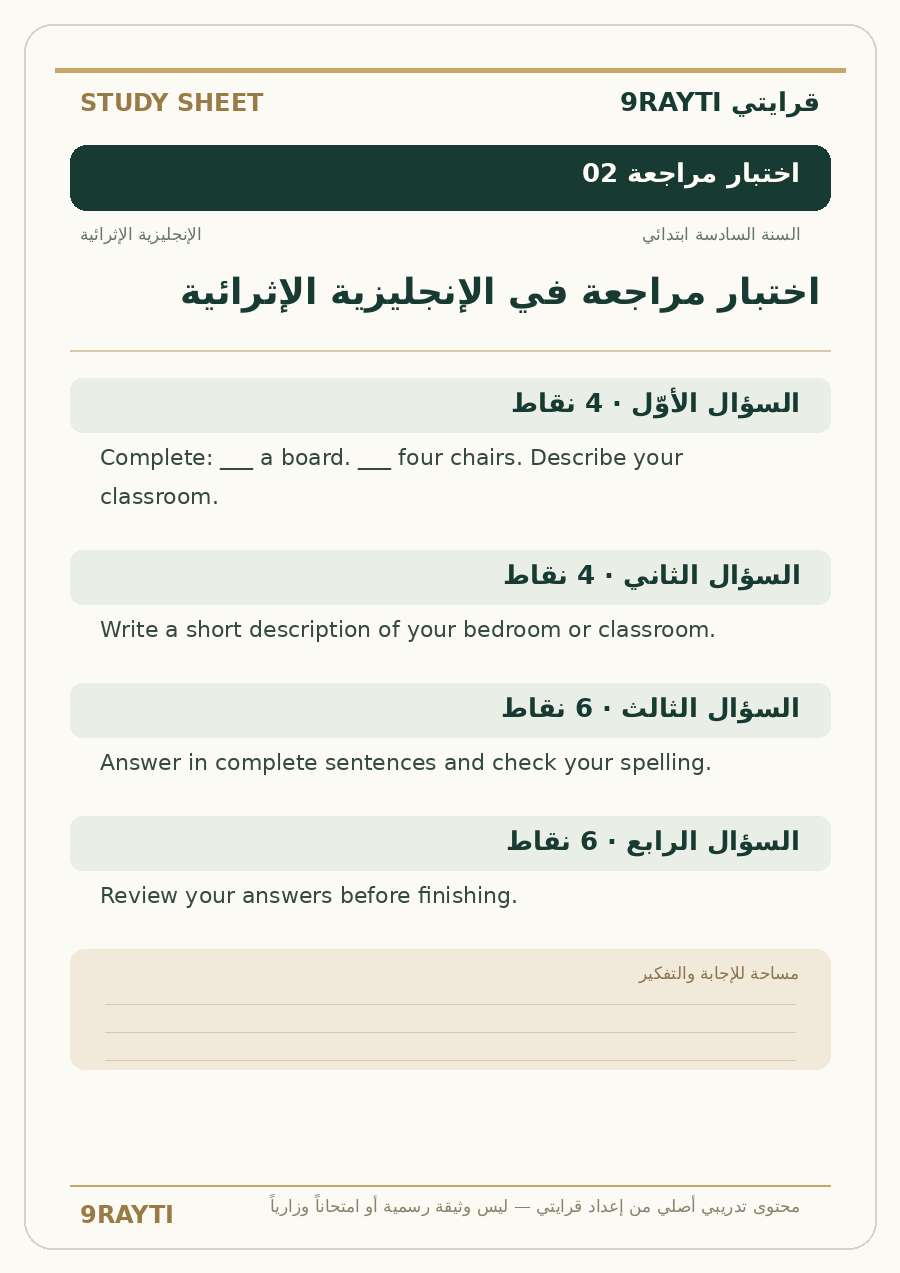 قرايتي 9RAYTI
STUDY SHEET
اختبار مراجعة 02
السنة السادسة ابتدائي
الإنجليزية الإثرائية
اختبار مراجعة في الإنجليزية الإثرائية
السؤال الأوّل · 4 نقاط
Complete: ___ a board. ___ four chairs. Describe your
classroom.
السؤال الثاني · 4 نقاط
Write a short description of your bedroom or classroom.
السؤال الثالث · 6 نقاط
Answer in complete sentences and check your spelling.
السؤال الرابع · 6 نقاط
Review your answers before finishing.
مساحة للإجابة والتفكير
محتوى تدريبي أصلي من إعداد قرايتي — ليس وثيقة رسمية أو امتحاناً وزارياً
9RAYTI